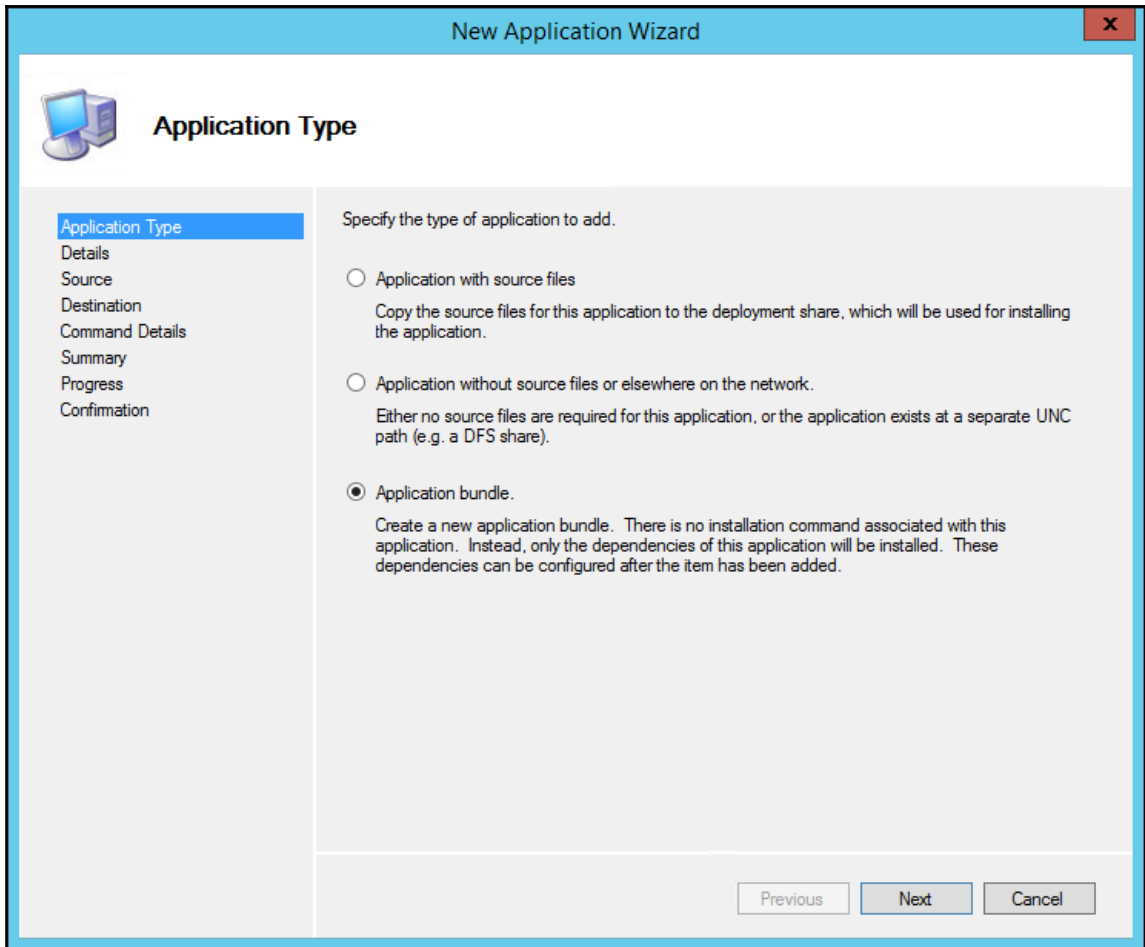 New Application Wizard
x
Application Type
Application Type
Details
Source
Destination
Command Details
Summary
Progress
Confirmation
Specify the type of application to add.
Application with source files
Copy the source files for this application to the deployment share, which will be used for installing
the application.
Application without source files or elsewhere on the network.
Either no source files are required for this application, or the application exists at a separate UNC
path (e.g. a DFS share).
Application bundle.
Create a new application bundle.  There is no installation command associated with this
application.  Instead, only the dependencies of this application will be installed.  These
dependencies can be configured after the item has been added.
Previous
Next
Cancel